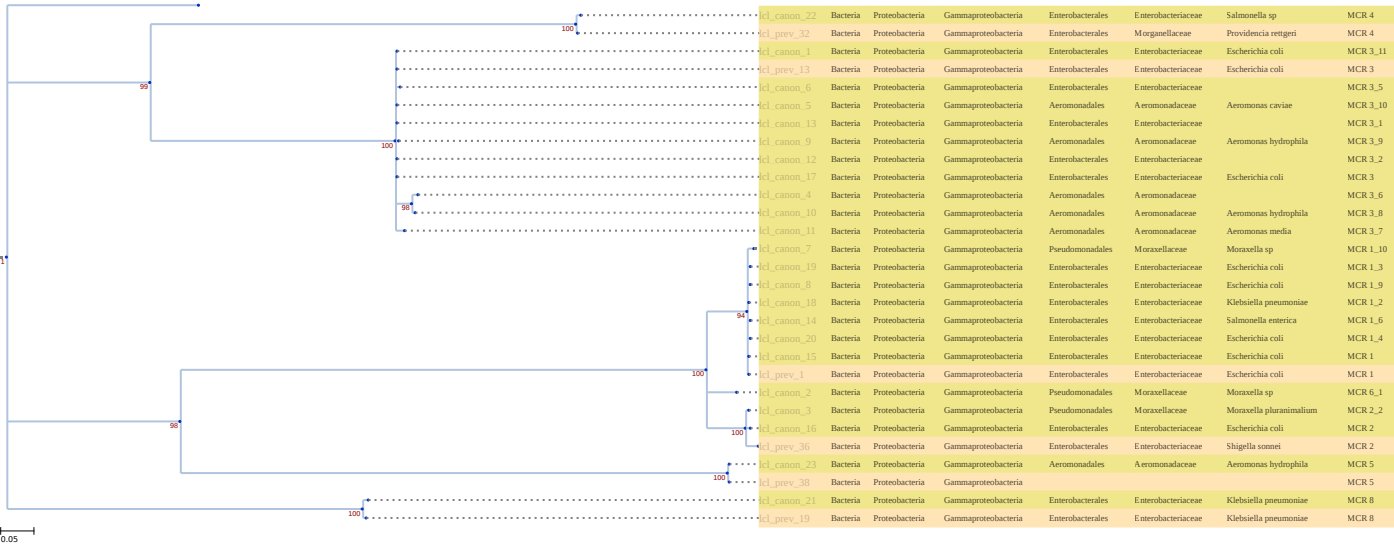 lcl_canon_22 Bacteria Proteobacteria Gammaproteobacteria Enterobacterales Enterobacteriaceae Salmonella sp MCR 4
100 lcl_prev_32 Bacteria Proteobacteria Gammaproteobacteria Enterobacterales Morganellaceae Providencia rettgeri MCR 4
lcl_canon_1 Bacteria Proteobacteria Gammaproteobacteria Enterobacterales Enterobacteriaceae Escherichia coli MCR 3_11
lcl_prev_13 Bacteria Proteobacteria Gammaproteobacteria Enterobacterales Enterobacteriaceae Escherichia coli MCR 3
99 lcl_canon_6 Bacteria Proteobacteria Gammaproteobacteria Enterobacterales Enterobacteriaceae MCR 3_5
lcl_canon_5 Bacteria Proteobacteria Gammaproteobacteria Aeromonadales Aeromonadaceae Aeromonas caviae MCR 3_10
lcl_canon_13 Bacteria Proteobacteria Gammaproteobacteria Enterobacterales Enterobacteriaceae MCR 3_1
100 lcl_canon_9 Bacteria Proteobacteria Gammaproteobacteria Aeromonadales Aeromonadaceae Aeromonas hydrophila MCR 3_9
lcl_canon_12 Bacteria Proteobacteria Gammaproteobacteria Enterobacterales Enterobacteriaceae MCR 3_2
lcl_canon_17 Bacteria Proteobacteria Gammaproteobacteria Enterobacterales Enterobacteriaceae Escherichia coli MCR 3
lcl_canon_4 Bacteria Proteobacteria Gammaproteobacteria Aeromonadales Aeromonadaceae MCR 3_6
98 lcl_canon_10 Bacteria Proteobacteria Gammaproteobacteria Aeromonadales Aeromonadaceae Aeromonas hydrophila MCR 3_8
lcl_canon_11 Bacteria Proteobacteria Gammaproteobacteria Aeromonadales Aeromonadaceae Aeromonas media MCR 3_7
lcl_canon_7 Bacteria Proteobacteria Gammaproteobacteria Pseudomonadales Moraxellaceae Moraxella sp MCR 1_10
1 lcl_canon_19 Bacteria Proteobacteria Gammaproteobacteria Enterobacterales Enterobacteriaceae Escherichia coli MCR 1_3
lcl_canon_8 Bacteria Proteobacteria Gammaproteobacteria Enterobacterales Enterobacteriaceae Escherichia coli MCR 1_9
lcl_canon_18 Bacteria Proteobacteria Gammaproteobacteria Enterobacterales Enterobacteriaceae Klebsiella pneumoniae MCR 1_2
94 lcl_canon_14 Bacteria Proteobacteria Gammaproteobacteria Enterobacterales Enterobacteriaceae Salmonella enterica MCR 1_6
lcl_canon_20 Bacteria Proteobacteria Gammaproteobacteria Enterobacterales Enterobacteriaceae Escherichia coli MCR 1_4
lcl_canon_15 Bacteria Proteobacteria Gammaproteobacteria Enterobacterales Enterobacteriaceae Escherichia coli MCR 1
100 lcl_prev_1 Bacteria Proteobacteria Gammaproteobacteria Enterobacterales Enterobacteriaceae Escherichia coli MCR 1
lcl_canon_2 Bacteria Proteobacteria Gammaproteobacteria Pseudomonadales Moraxellaceae Moraxella sp MCR 6_1
lcl_canon_3 Bacteria Proteobacteria Gammaproteobacteria Pseudomonadales Moraxellaceae Moraxella pluranimalium MCR 2_2
98 100 lcl_canon_16 Bacteria Proteobacteria Gammaproteobacteria Enterobacterales Enterobacteriaceae Escherichia coli MCR 2
lcl_prev_36 Bacteria Proteobacteria Gammaproteobacteria Enterobacterales Enterobacteriaceae Shigella sonnei MCR 2
lcl_canon_23 Bacteria Proteobacteria Gammaproteobacteria Aeromonadales Aeromonadaceae Aeromonas hydrophila MCR 5
100 lcl_prev_38 Bacteria Proteobacteria Gammaproteobacteria MCR 5
lcl_canon_21 Bacteria Proteobacteria Gammaproteobacteria Enterobacterales Enterobacteriaceae Klebsiella pneumoniae MCR 8
100 lcl_prev_19 Bacteria Proteobacteria Gammaproteobacteria Enterobacterales Enterobacteriaceae Klebsiella pneumoniae MCR 8
0.05